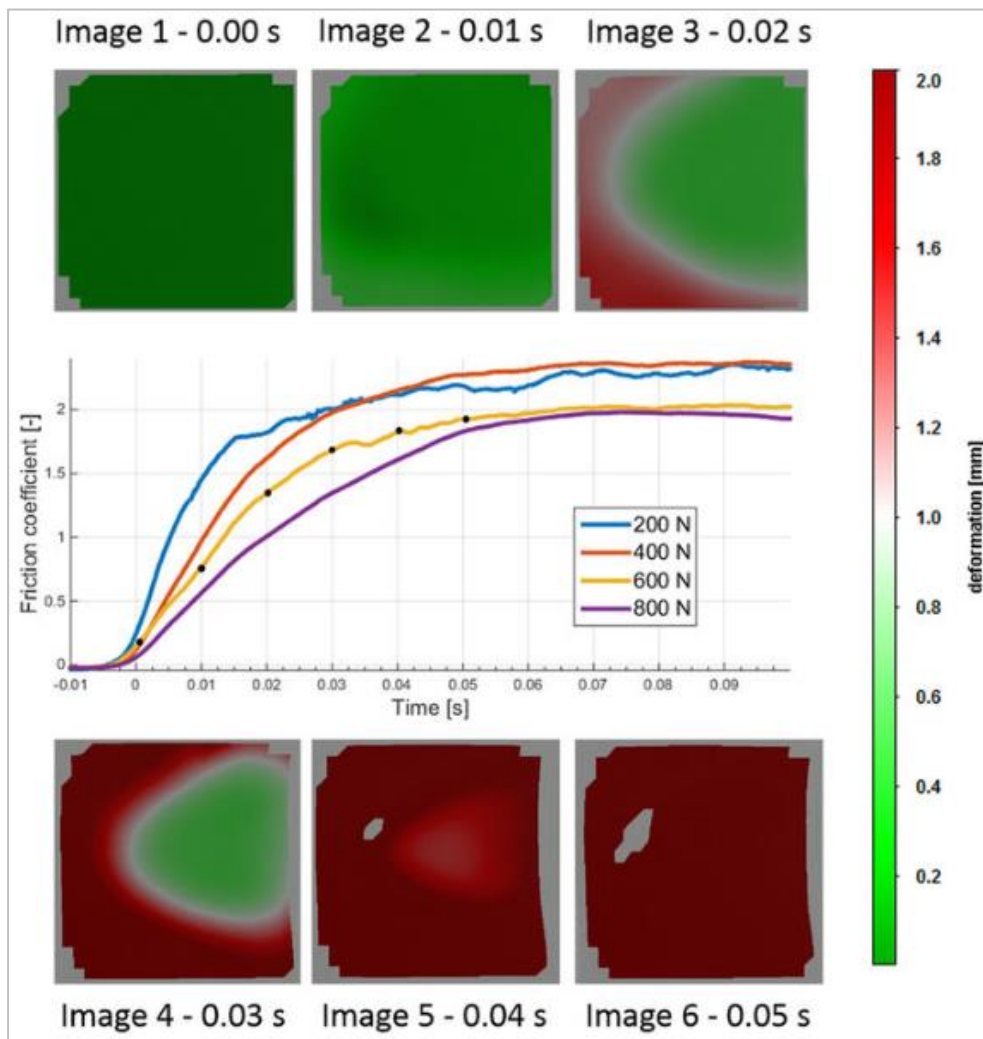 Image 1 - 0.00 s
Image 2 - 0.01 s
Image 3 - 0.02 s
2.0
1.8
1.6
1.4
1.2
1.0
0.8
0.6
0.4
0.2
deformation [mm]
Friction coefficient [-]
2
1.5
1
0.5
0
200 N
400 N
600 N
800 N
-0.01 0 0.01 0.02 0.03 0.04 0.05 0.06 0.07 0.08 0.09
Time [s]
Image 4 - 0.03 s
Image 5 - 0.04 s
Image 6 - 0.05 s